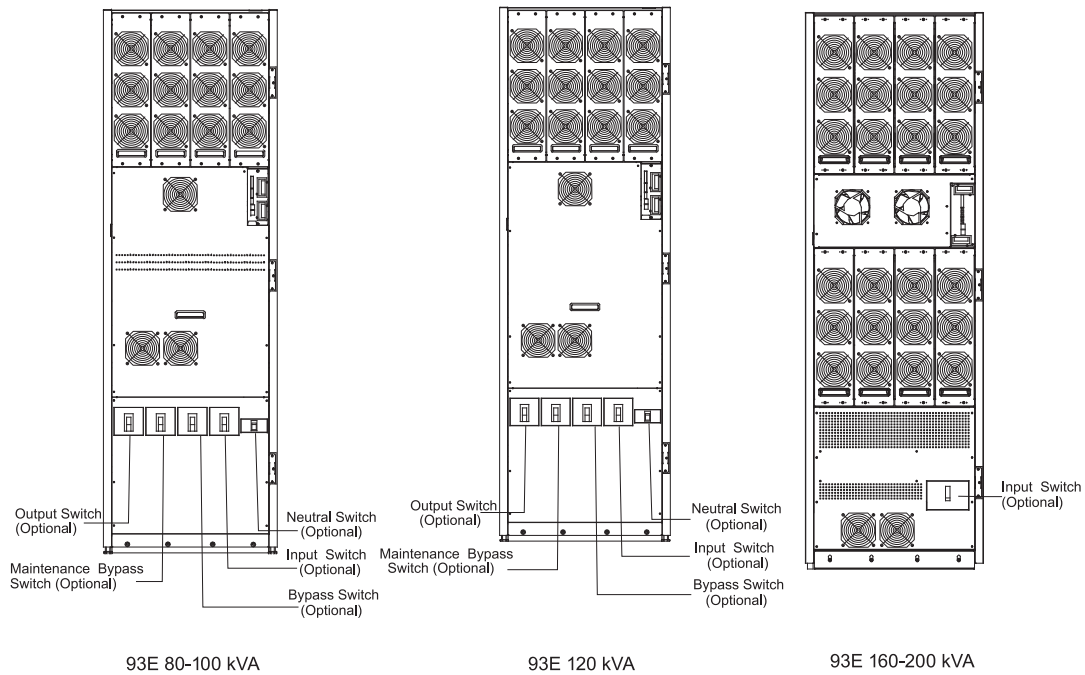 Output Switch
(Optional)
Maintenance Bypass
Switch (Optional)
Neutral Switch
(Optional)
Input Switch
(Optional)
Bypass Switch
(Optional)
93E 80-100 kVA
Output Switch
(Optional)
Maintenance Bypass
Switch (Optional)
Neutral Switch
(Optional)
Input Switch
(Optional)
Bypass Switch
(Optional)
93E 120 kVA
Input Switch
(Optional)
93E 160-200 kVA